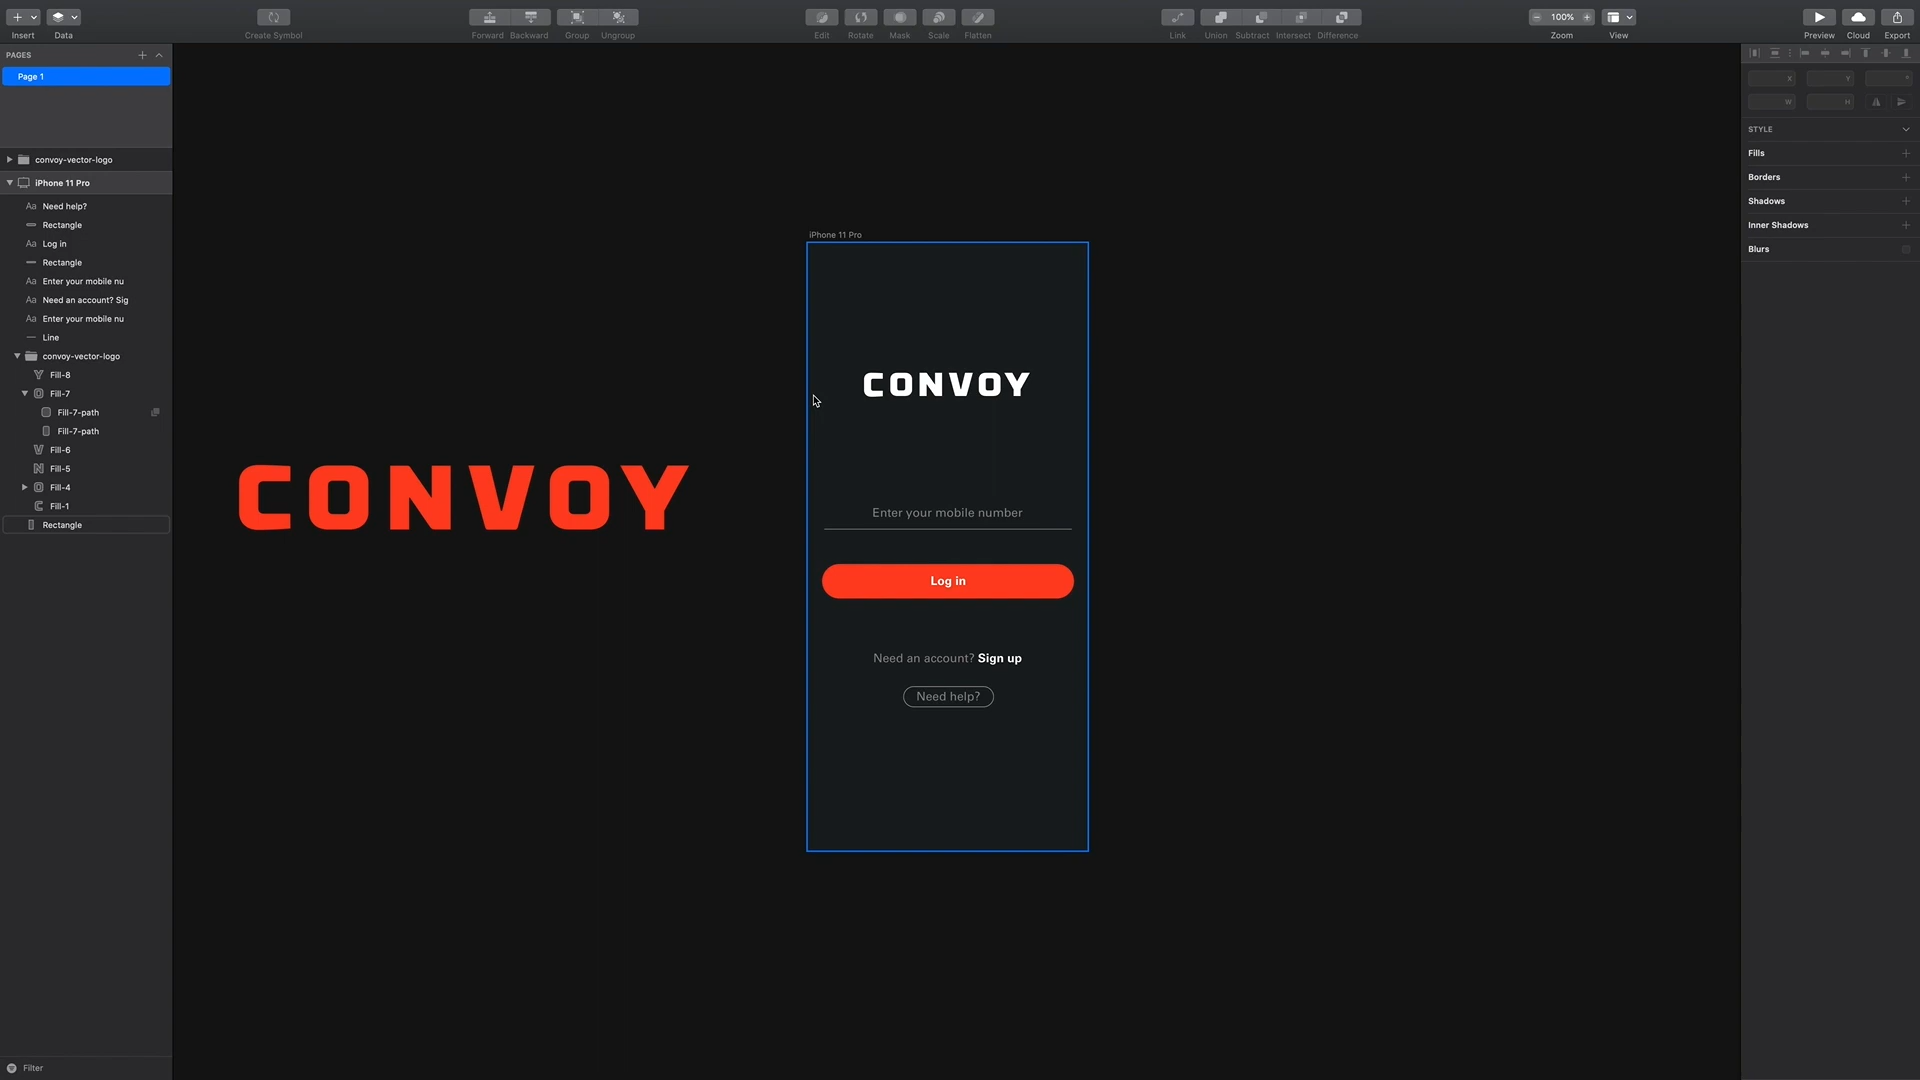 Insert Data Create Symbol Forward Backward Group Ungroup Edit Rotate Mask Scale Flatten Link Union Subtract Intersect Difference 100% Zoom View Preview Cloud Export
PAGES
Page 1
convoy-vector-logo
iPhone 11 Pro
Aa Need help?
Rectangle
Aa Log in
Rectangle
Aa Enter your mobile nu
Aa Need an account? Sig
Aa Enter your mobile nu
Line
convoy-vector-logo
Fill-8
Fill-7
Fill-7-path
Fill-7-path
Fill-6
Fill-5
Fill-4
Fill-1
Rectangle
Filter
CONVOY
iPhone 11 Pro
CONVOY
Enter your mobile number
Log in
Need an account? Sign up
Need help?
X Y °
W H
STYLE
Fills
Borders
Shadows
Inner Shadows
Blurs